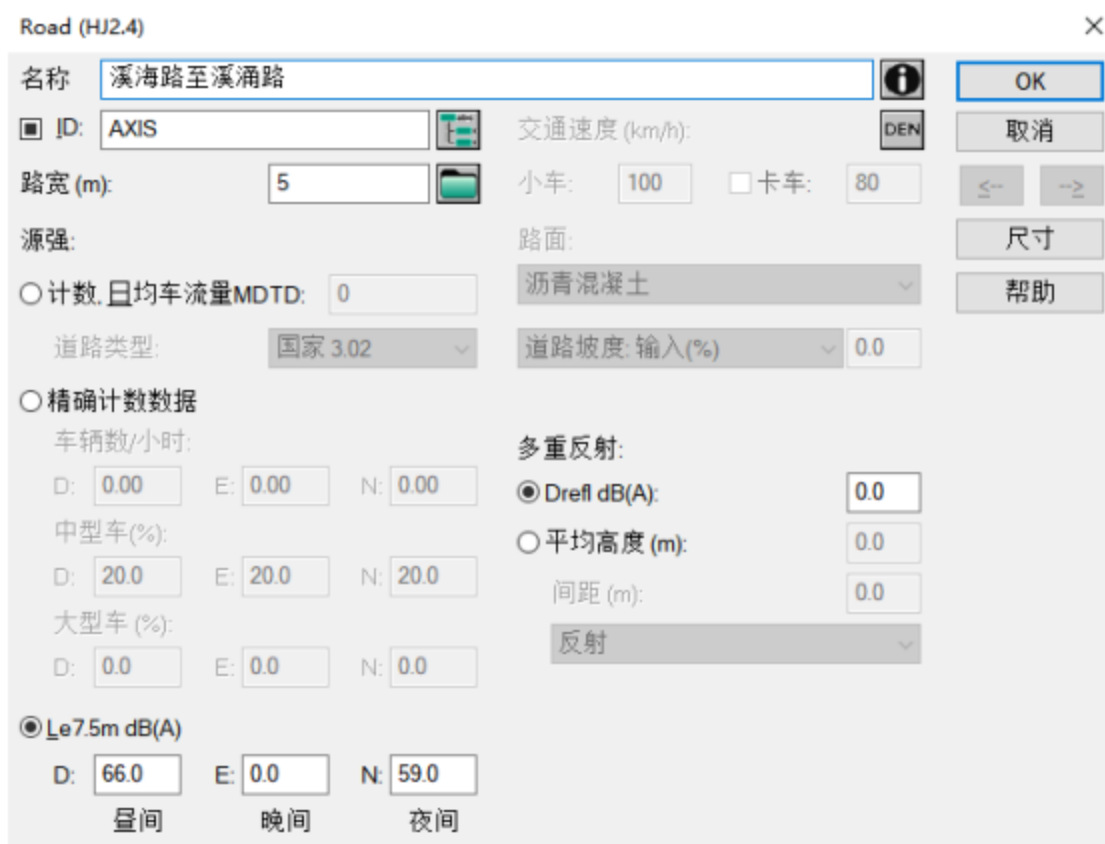 Road (HJ2.4)
名称 溪海路至溪涌路 OK
ID: AXIS 交通速度 (km/h): DEN 取消
路宽 (m): 5 小车: 100 卡车: 80 <-- -->
源强: 路面: 尺寸
计数, 日均车流量MDTD: 0 沥青混凝土 帮助
道路类型: 国家 3.02 道路坡度: 输入(%) 0.0
精确计数数据
车辆数/小时: 多重反射:
D: 0.00 E: 0.00 N: 0.00 Drefl dB(A): 0.0
中型车(%): 平均高度 (m): 0.0
D: 20.0 E: 20.0 N: 20.0 间距 (m): 0.0
大型车 (%): 反射
D: 0.0 E: 0.0 N: 0.0
Le7.5m dB(A)
D: 66.0 E: 0.0 N: 59.0
昼间 晚间 夜间